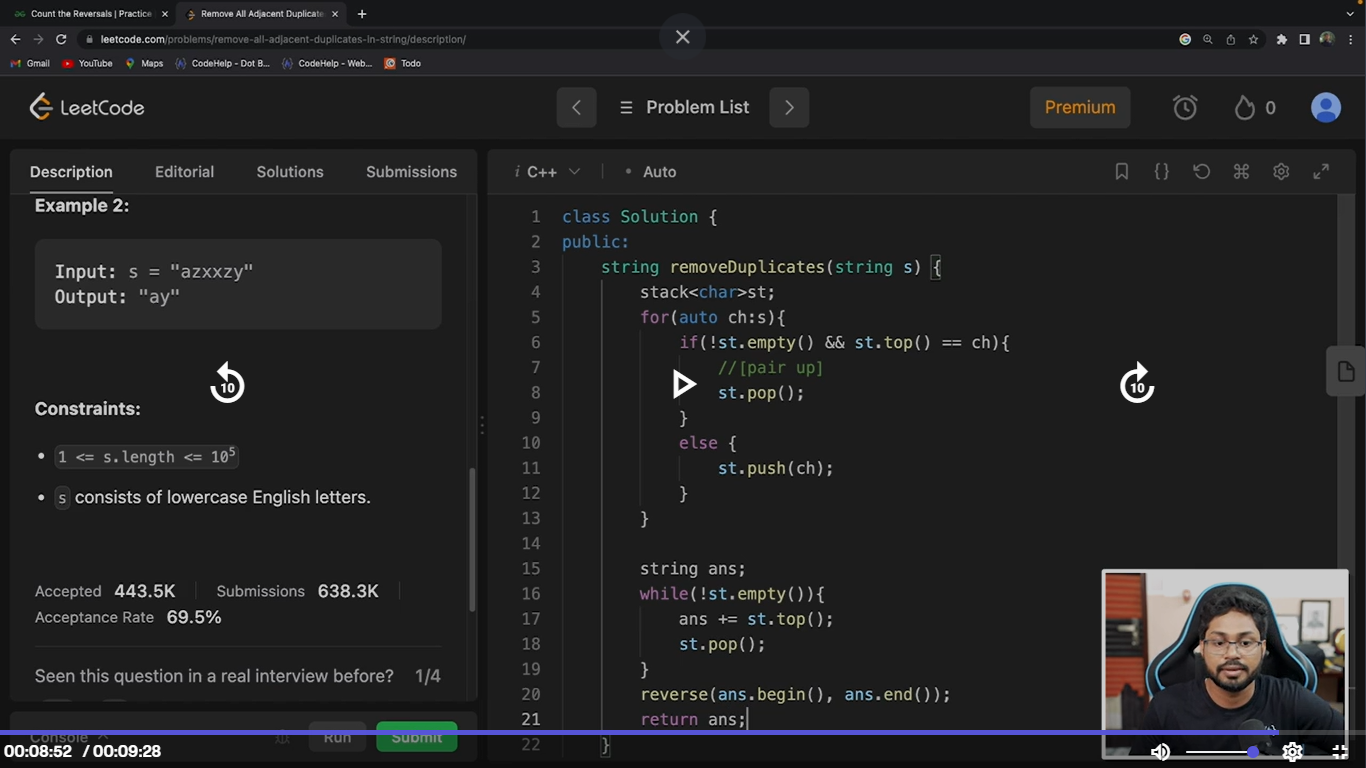 Count the Reversals | Practice
Remove All Adjacent Duplicate
leetcode.com/problems/remove-all-adjacent-duplicates-in-string/description/
Gmail YouTube Maps CodeHelp - Dot B... CodeHelp - Web... Todo
LeetCode
Problem List
Premium
0
Description Editorial Solutions Submissions
Example 2:
Input: s = "azxxzy"
Output: "ay"
10
Constraints:
1 <= s.length <= 10⁵
s consists of lowercase English letters.
Accepted 443.5K Submissions 638.3K
Acceptance Rate 69.5%
Seen this question in a real interview before? 1/4
Console Run Submit
i C++ • Auto
1 class Solution {
2 public:
3 string removeDuplicates(string s) {
4 stack<char>st;
5 for(auto ch:s){
6 if(!st.empty() && st.top() == ch){
7 //[pair up]
8 st.pop();
9 }
10 else {
11 st.push(ch);
12 }
13 }
14
15 string ans;
16 while(!st.empty()){
17 ans += st.top();
18 st.pop();
19 }
20 reverse(ans.begin(), ans.end());
21 return ans;
22 }
10
00:08:52 / 00:09:28